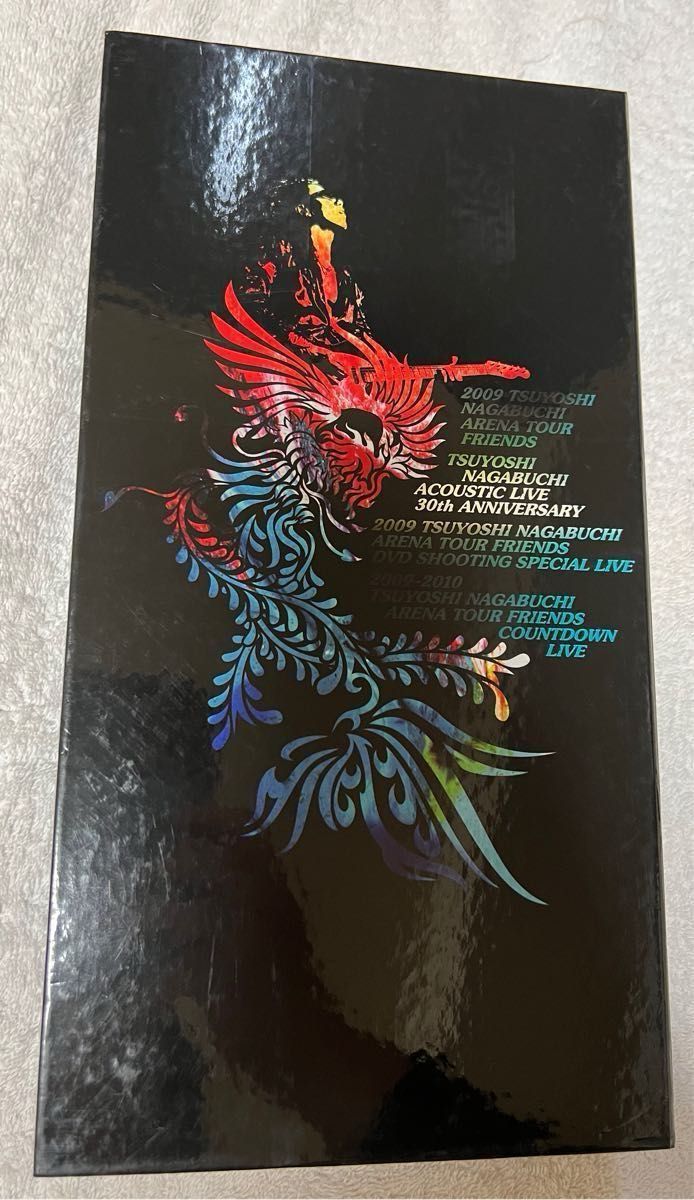 2009 TSUYOSHI
NAGABUCHI
ARENA TOUR
FRIENDS
TSUYOSHI
NAGABUCHI
ACOUSTIC LIVE
30th ANNIVERSARY
2009 TSUYOSHI NAGABUCHI
ARENA TOUR FRIENDS
DVD SHOOTING SPECIAL LIVE
2009-2010
TSUYOSHI NAGABUCHI
ARENA TOUR FRIENDS
COUNTDOWN
LIVE